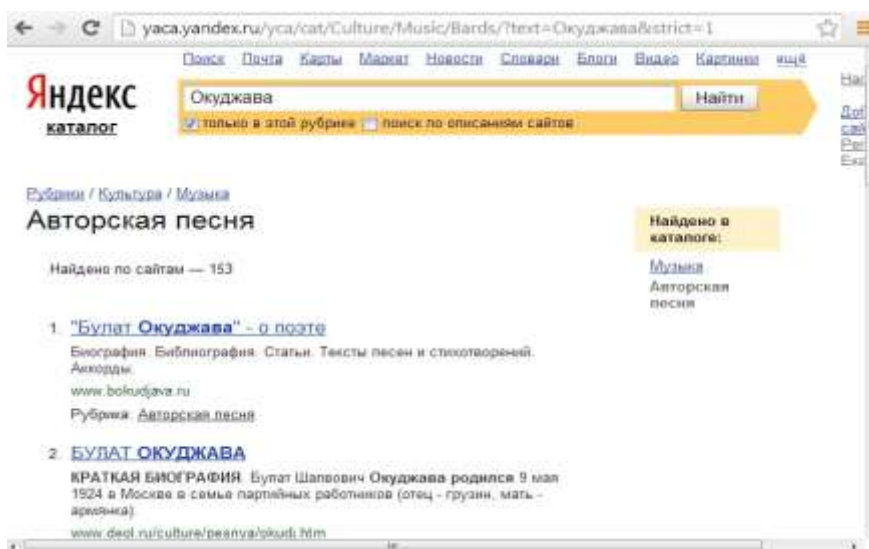 yaca.yandex.ru/yca/cat/Culture/Music/Bards/?text=Окуджава&strict=1
Поиск Почта Карты Маркет Новости Словари Блоги Видео Картинки ещё
Яндекс
каталог
Окуджава
Найти
только в этой рубрике поиск по описаниям сайтов
Рубрики / Культура / Музыка
Авторская песня
Найдено по сайтам — 153
Найдено в
каталоге:
Музыка
Авторская
песня
1. "Булат Окуджава" - о поэте
Биография. Библиография. Статьи. Тексты песен и стихотворений.
Аккорды.
www.bokudjava.ru
Рубрика: Авторская песня
2. БУЛАТ ОКУДЖАВА
КРАТКАЯ БИОГРАФИЯ. Булат Шалвович Окуджава родился 9 мая
1924 в Москве в семье партийных работников (отец - грузин, мать -
армянка)
www.deol.ru/culture/pesnya/okudj.htm